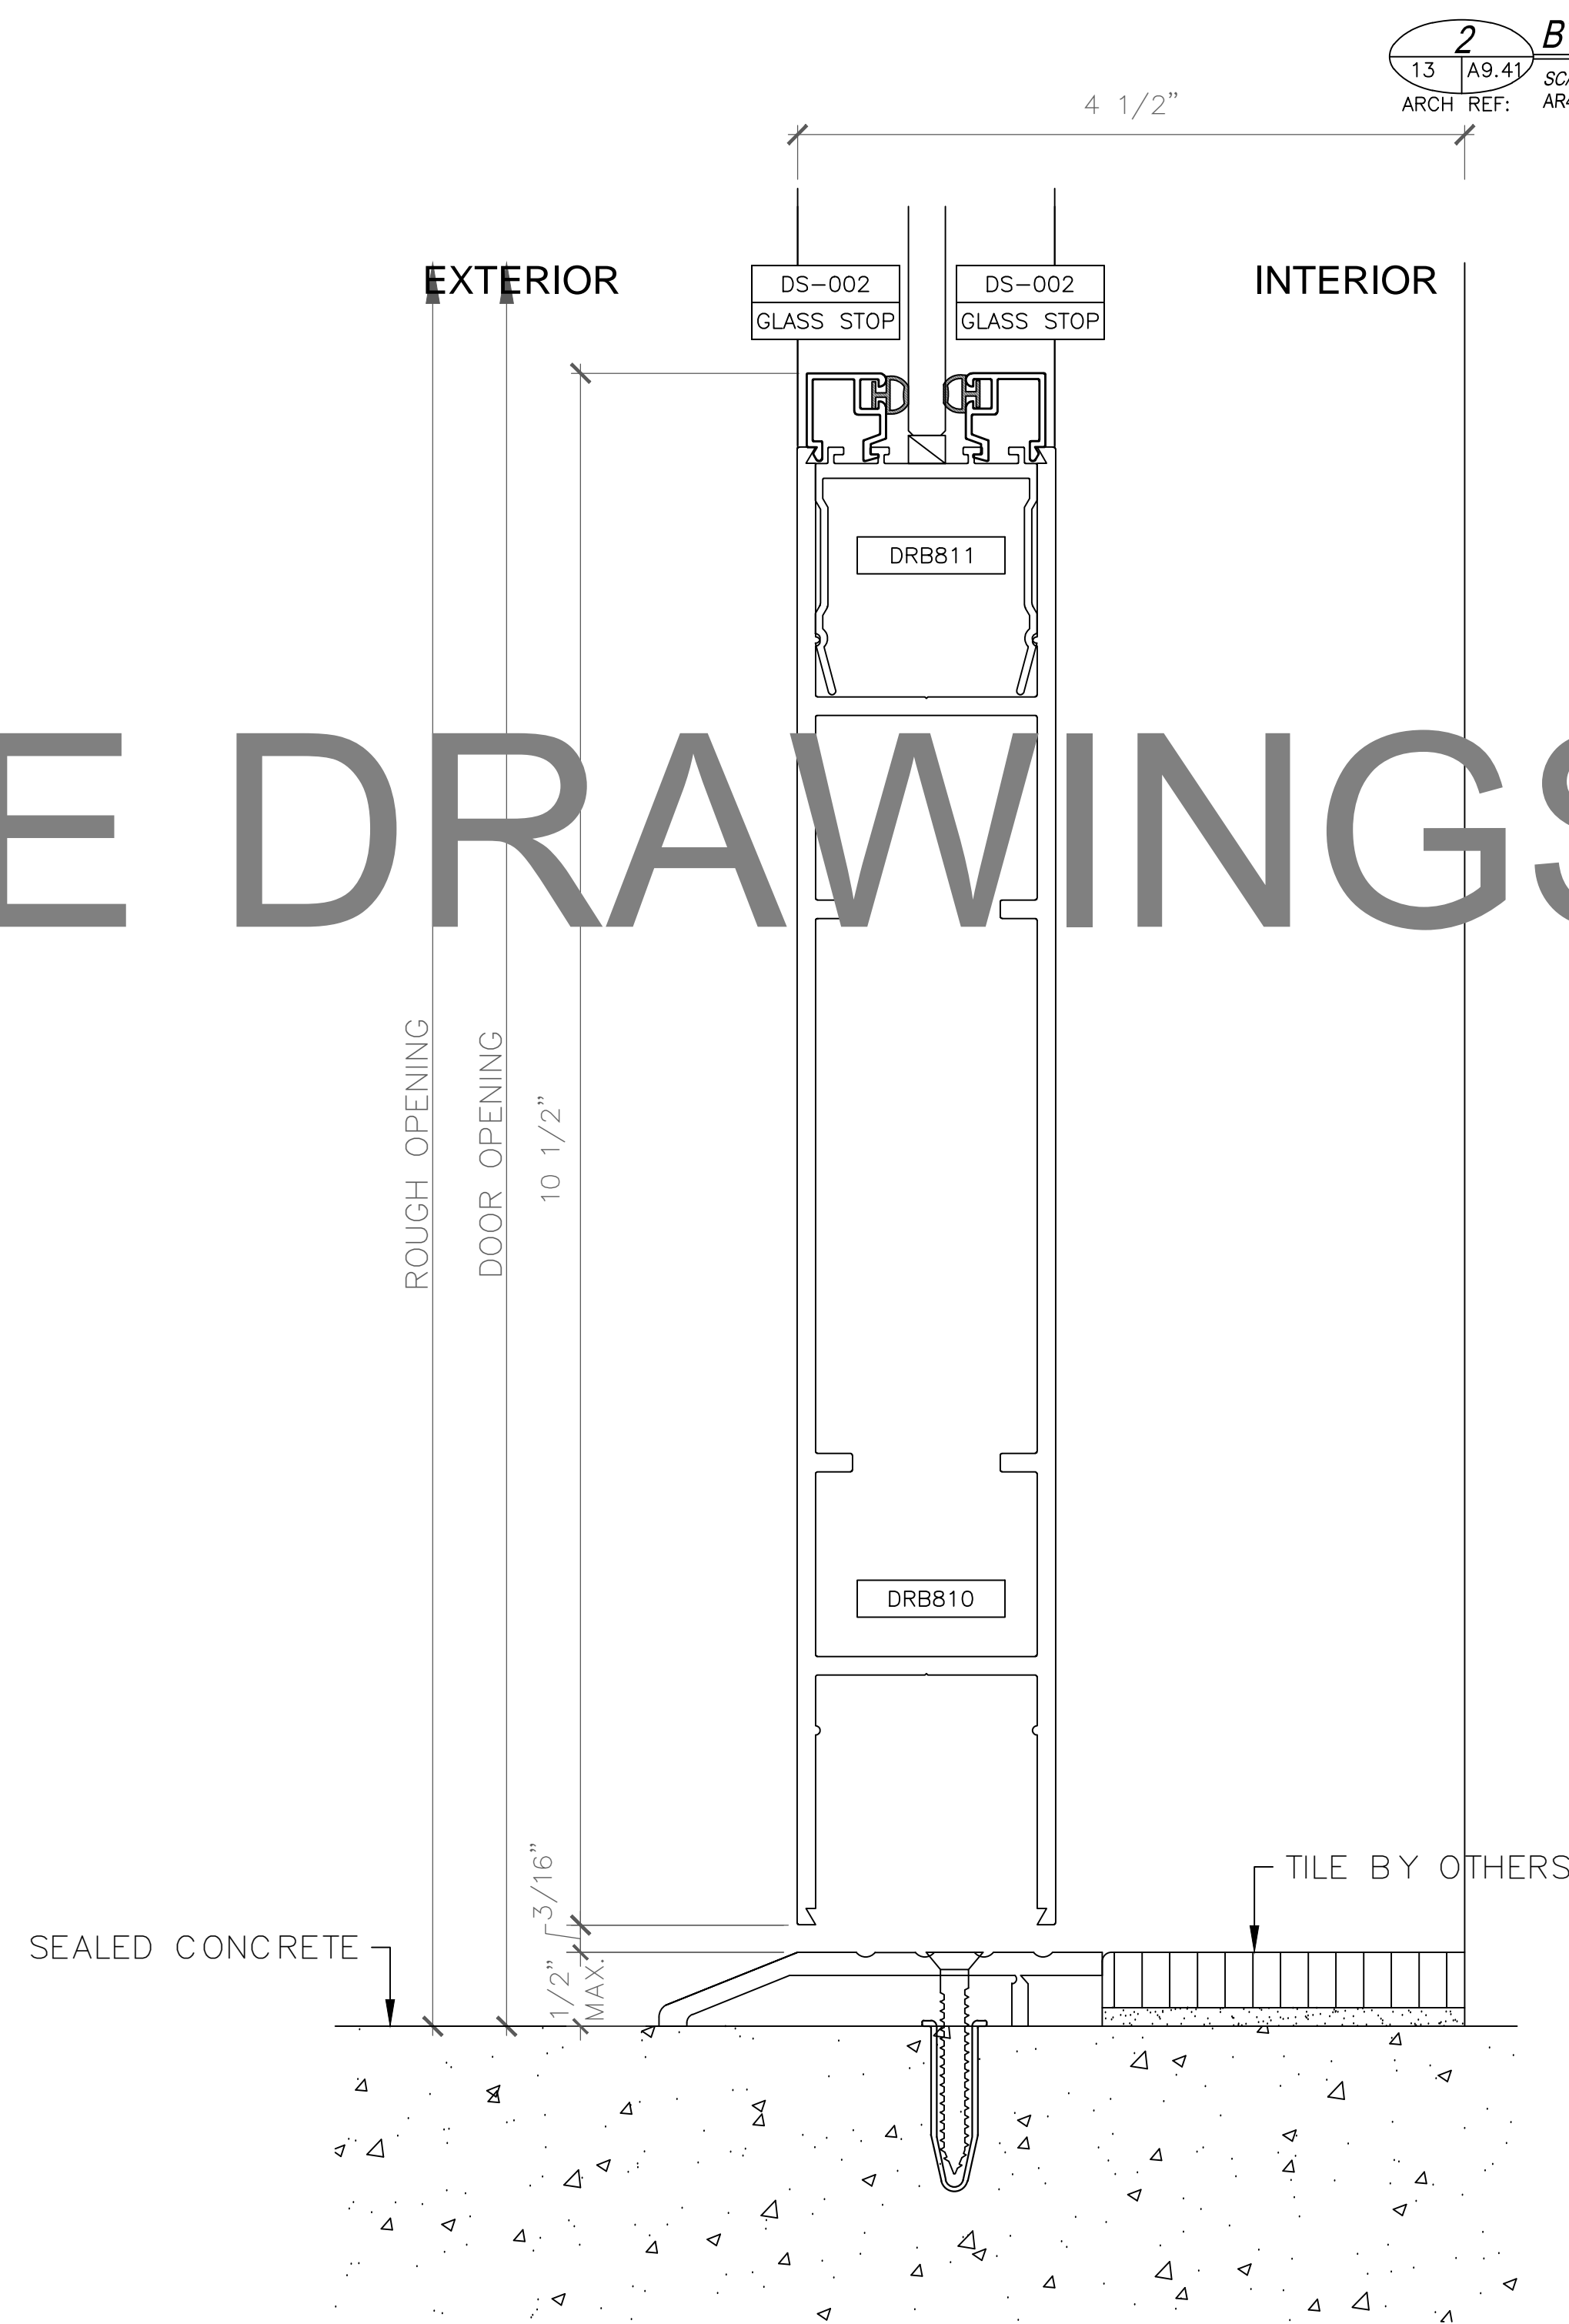 2
B
13
A9.41
ARCH REF:
4 1/2"
EXTERIOR
DS-002
GLASS STOP
DS-002
GLASS STOP
INTERIOR
DRB811
E DRAWINGS
ROUGH OPENING
DOOR OPENING
10 1/2"
DRB810
3/16"
1/2"
MAX.
TILE BY OTHERS
SEALED CONCRETE